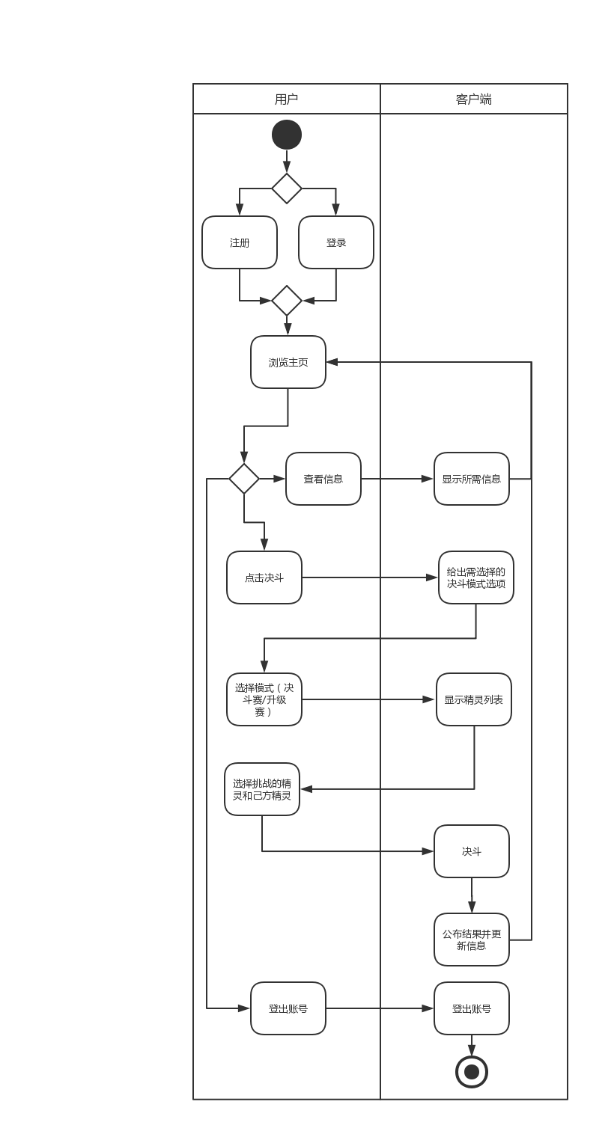 用户
客户端
注册
登录
浏览主页
查看信息
显示所需信息
点击决斗
给出需选择的
决斗模式选项
选择模式（决
斗赛/升级
赛）
显示精灵列表
选择挑战的精
灵和己方精灵
决斗
公布结果并更
新信息
登出账号
登出账号